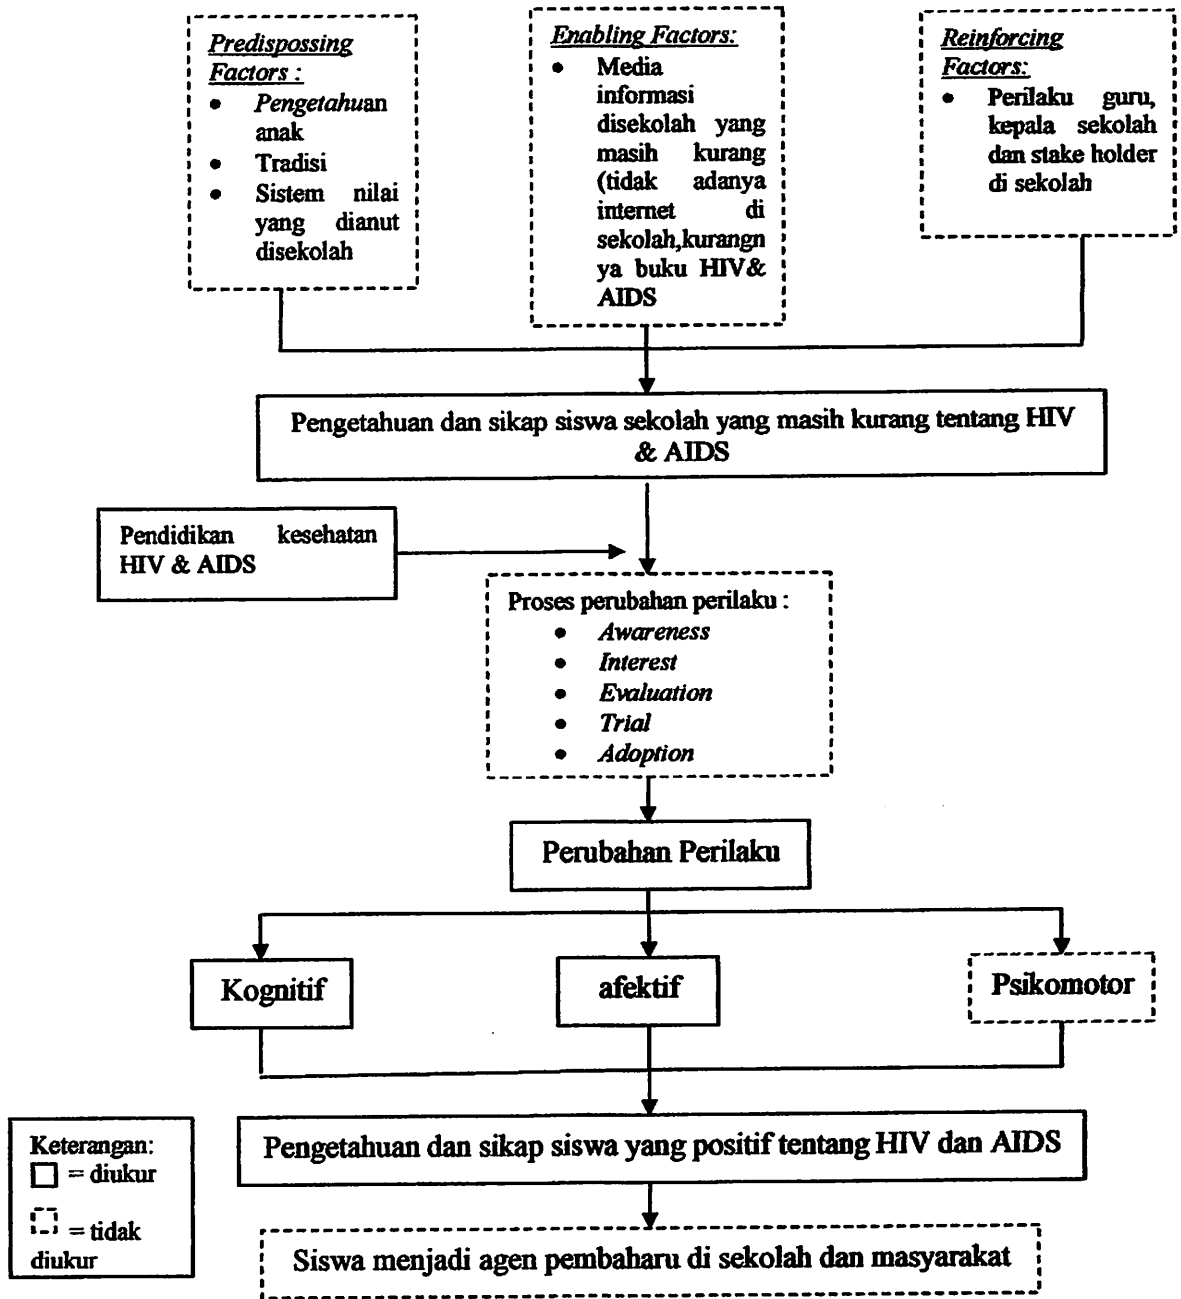 Predispossing
Factors :
• Pengetahuan
anak
• Tradisi
• Sistem nilai
yang dianut
disekolah
Enabling Factors:
• Media
informasi
disekolah yang
masih kurang
(tidak adanya
internet di
sekolah,kurangn
ya buku HIV&
AIDS
Reinforcing
Factors:
• Perilaku guru,
kepala sekolah
dan stake holder
di sekolah
Pengetahuan dan sikap siswa sekolah yang masih kurang tentang HIV
& AIDS
Pendidikan kesehatan
HIV & AIDS
Proses perubahan perilaku :
• Awareness
• Interest
• Evaluation
• Trial
• Adoption
Perubahan Perilaku
Kognitif
afektif
Psikomotor
Keterangan:
= diukur
= tidak
diukur
Pengetahuan dan sikap siswa yang positif tentang HIV dan AIDS
Siswa menjadi agen pembaharu di sekolah dan masyarakat